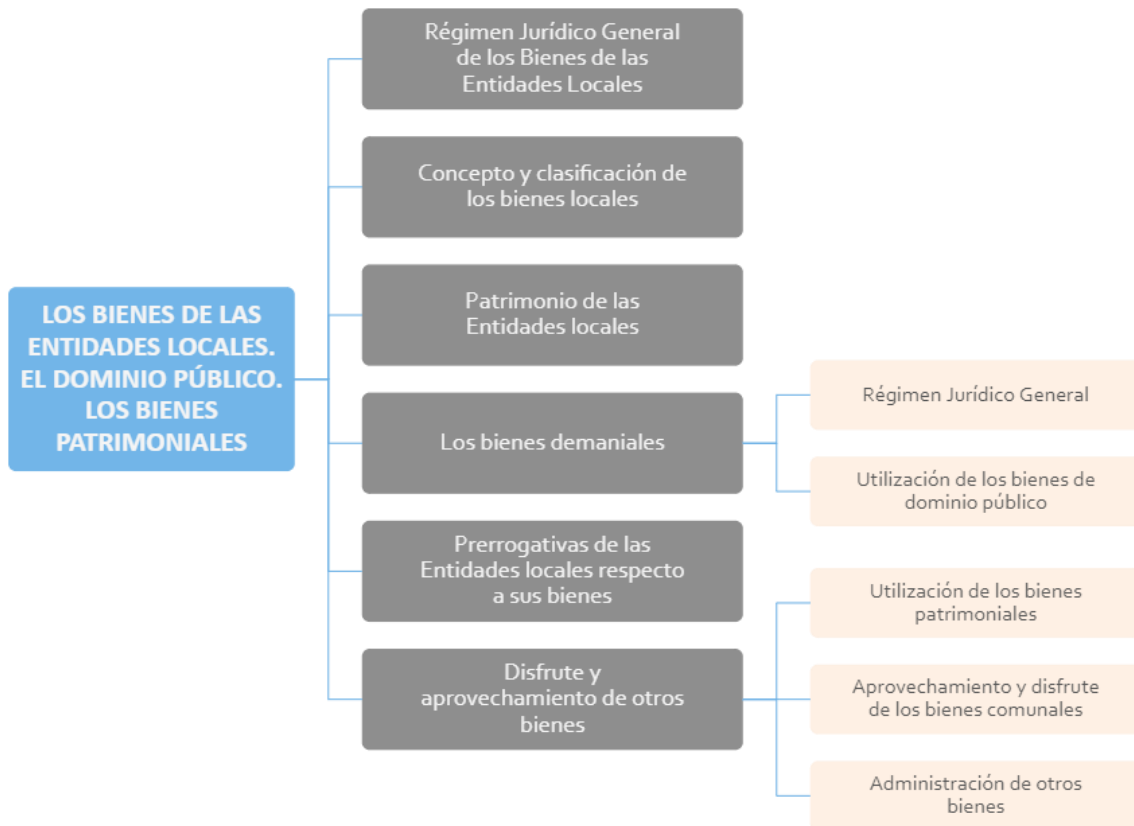 LOS BIENES DE LAS
ENTIDADES LOCALES.
EL DOMINIO PÚBLICO.
LOS BIENES
PATRIMONIALES
Régimen Jurídico General
de los Bienes de las
Entidades Locales
Concepto y clasificación de
los bienes locales
Patrimonio de las
Entidades locales
Los bienes demaniales
Régimen Jurídico General
Utilización de los bienes de
dominio público
Prerrogativas de las
Entidades locales respecto
a sus bienes
Disfrute y
aprovechamiento de otros
bienes
Utilización de los bienes
patrimoniales
Aprovechamiento y disfrute
de los bienes comunales
Administración de otros
bienes